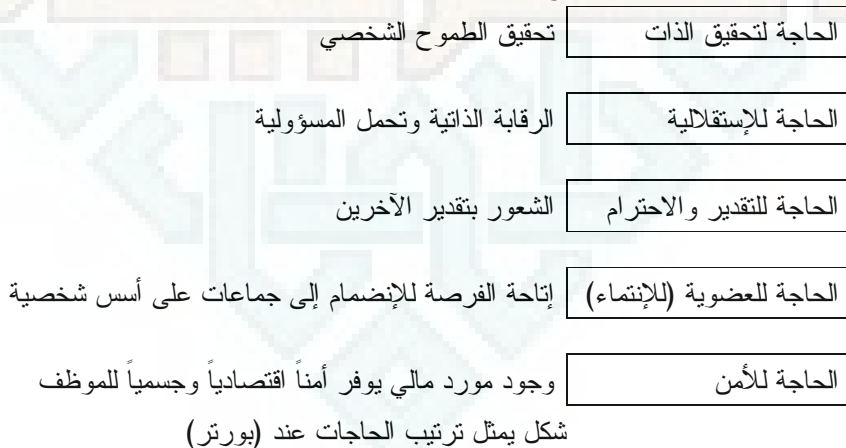 الحاجة لتحقيق الذات تحقيق الطموح الشخصي
الحاجة للإستقلالية الرقابة الذاتية وتحمل المسؤولية
الحاجة للتقدير والاحترام الشعور بتقدير الآخرين
الحاجة للعضوية (للإنتماء) إتاحة الفرصة للإنضمام إلى جماعات على أسس شخصية
الحاجة للأمن وجود مورد مالي يوفر أمناً اقتصادياً وجسمياً للموظف
شكل يمثل ترتيب الحاجات عند (بورتر)